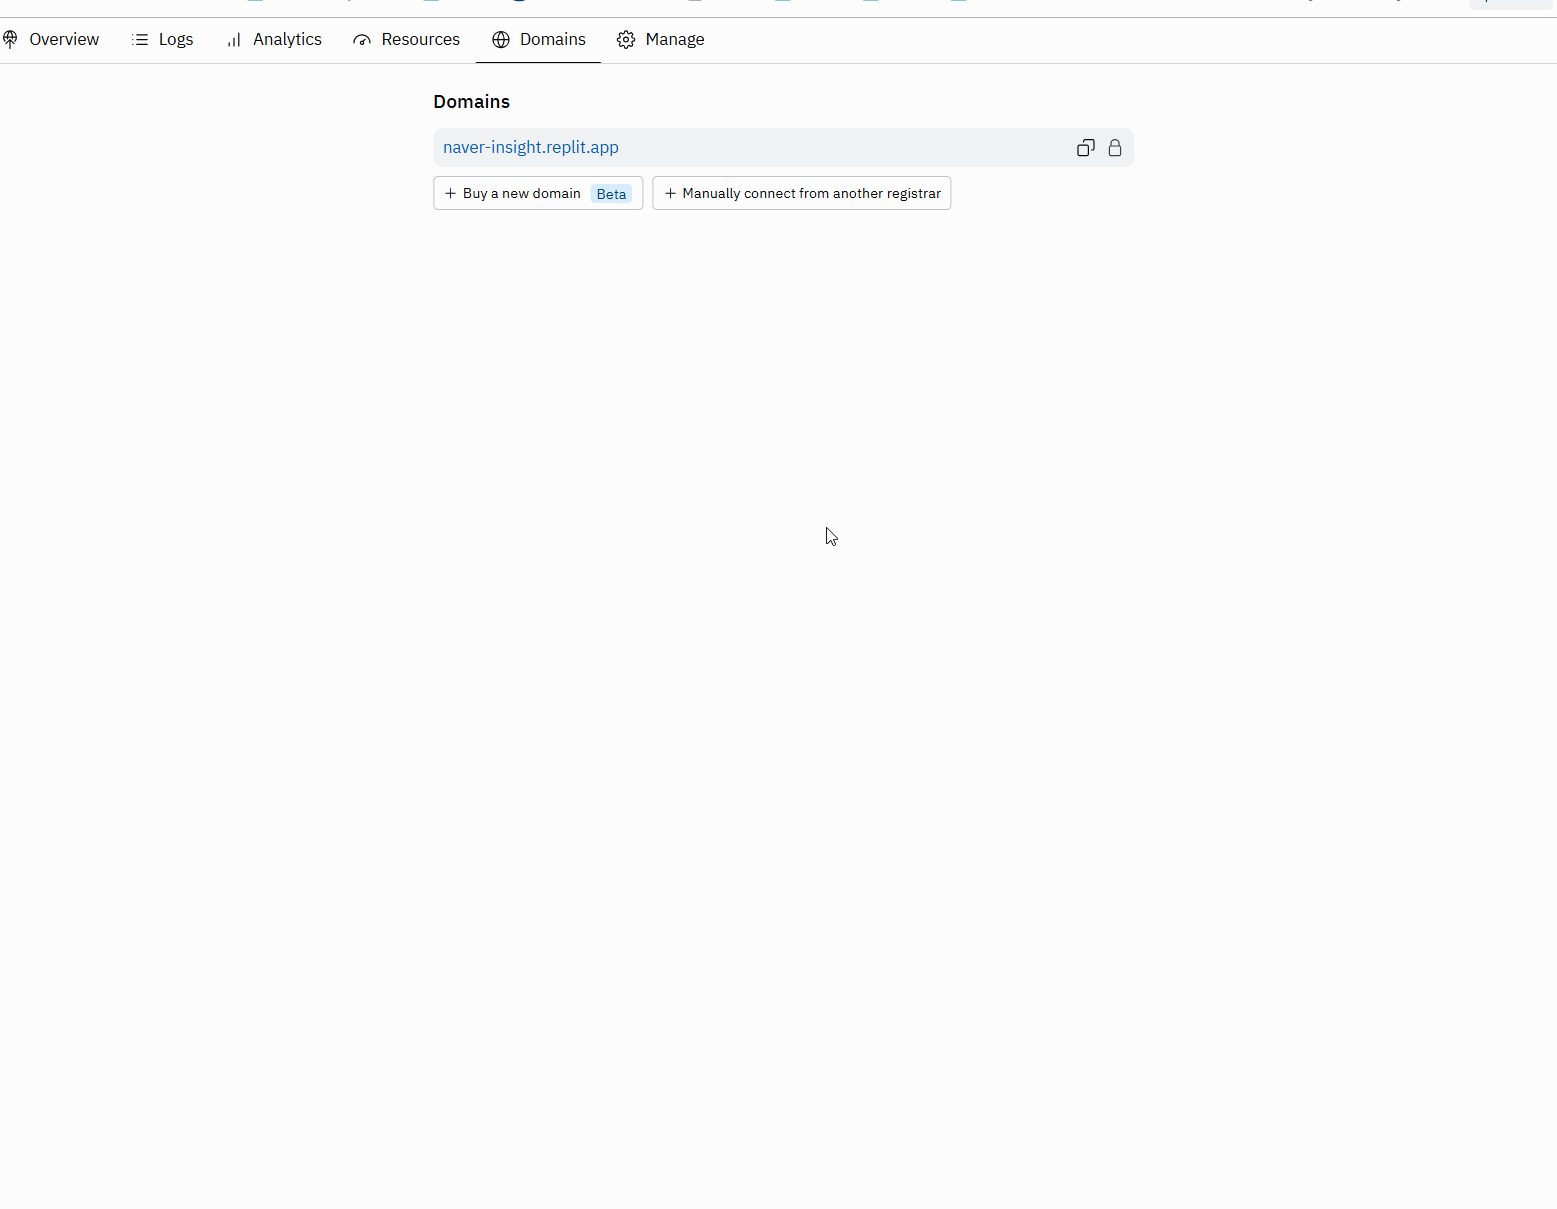 Overview
Logs
Analytics
Resources
Domains
Manage
Domains
naver-insight.replit.app
Buy a new domain Beta
Manually connect from another registrar